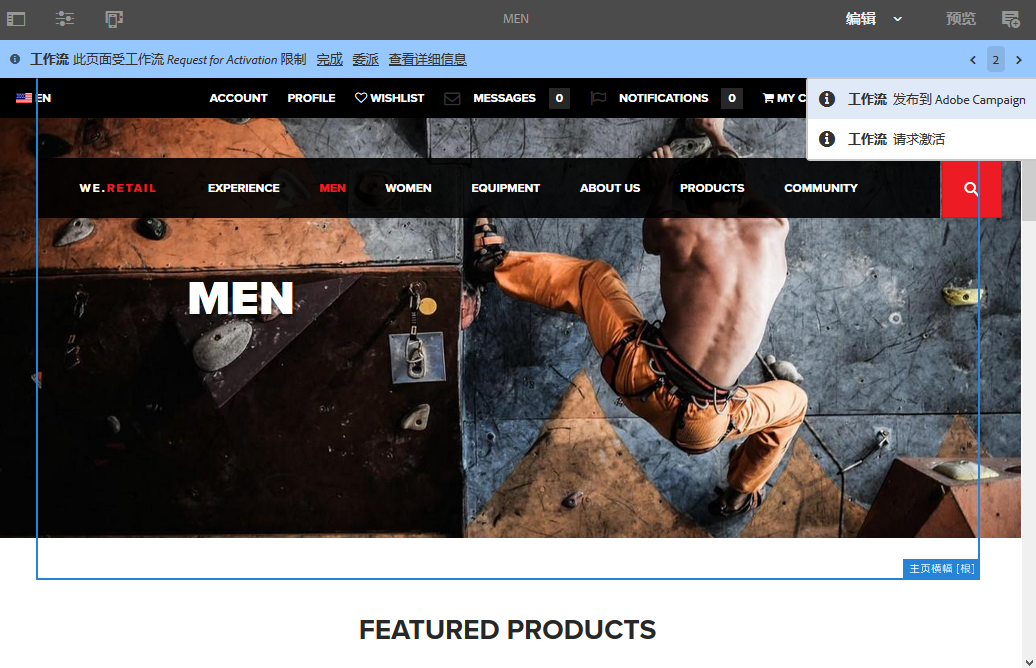 MEN
编辑
预览
工作流 此页面受工作流 Request for Activation 限制 完成 委派 查看详细信息
2
EN
ACCOUNT PROFILE WISHLIST MESSAGES 0 NOTIFICATIONS 0 MY C
工作流 发布到 Adobe Campaign
工作流 请求激活
WE.RETAIL EXPERIENCE MEN WOMEN EQUIPMENT ABOUT US PRODUCTS COMMUNITY
MEN
主页横幅 [根]
FEATURED PRODUCTS